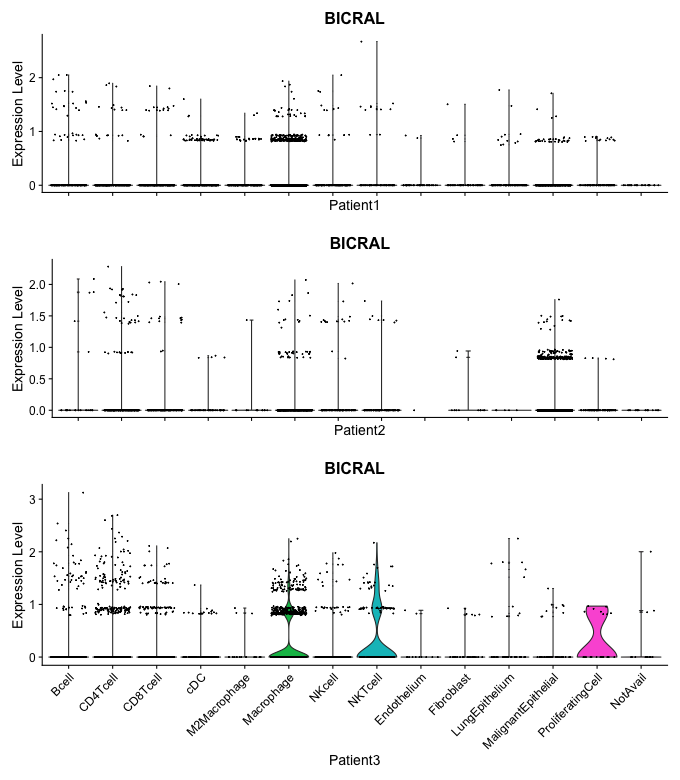 BICRAL
Expression Level
2
1
0
Patient1
BICRAL
Expression Level
2.0
1.5
1.0
0.5
0.0
Patient2
BICRAL
Expression Level
3
2
1
0
Bcell
CD4Tcell
CD8Tcell
cDC
M2Macrophage
Macrophage
NKcell
NKTcell
Endothelium
Fibroblast
LungEpithelium
MalignantEpithelial
ProliferatingCell
NotAvail
Patient3